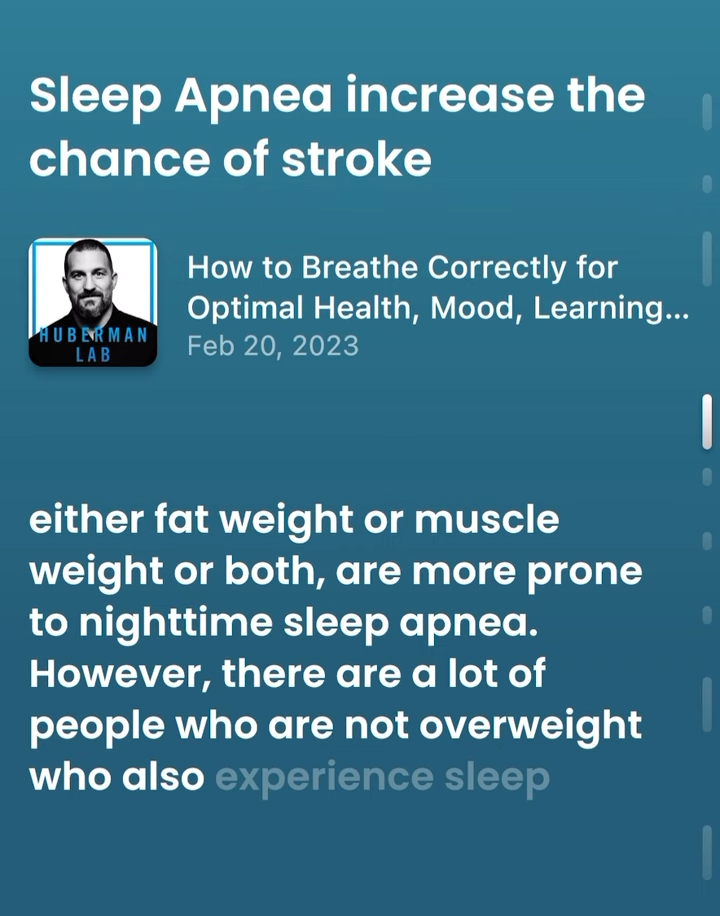 Sleep Apnea increase the
chance of stroke
HUBERMAN
LAB
How to Breathe Correctly for
Optimal Health, Mood, Learning...
Feb 20, 2023
either fat weight or muscle
weight or both, are more prone
to nighttime sleep apnea.
However, there are a lot of
people who are not overweight
who also experience sleep